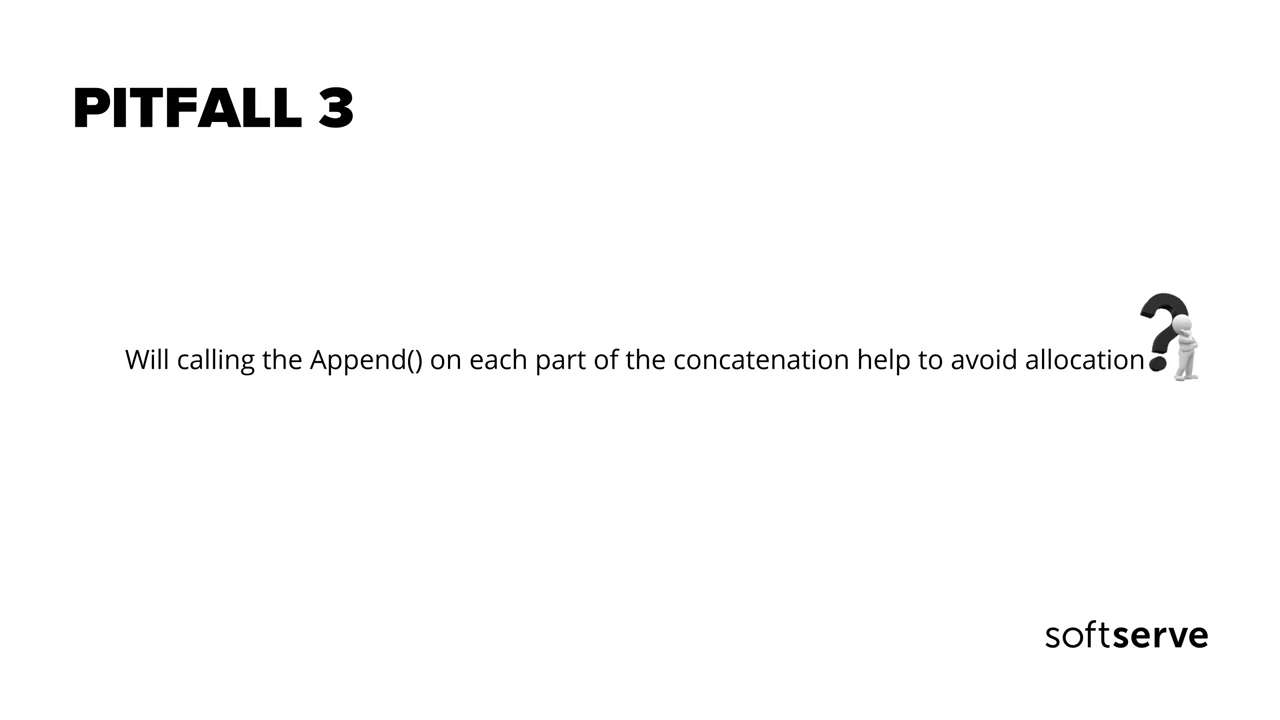 PITFALL 3
Will calling the Append() on each part of the concatenation help to avoid allocation?
softserve